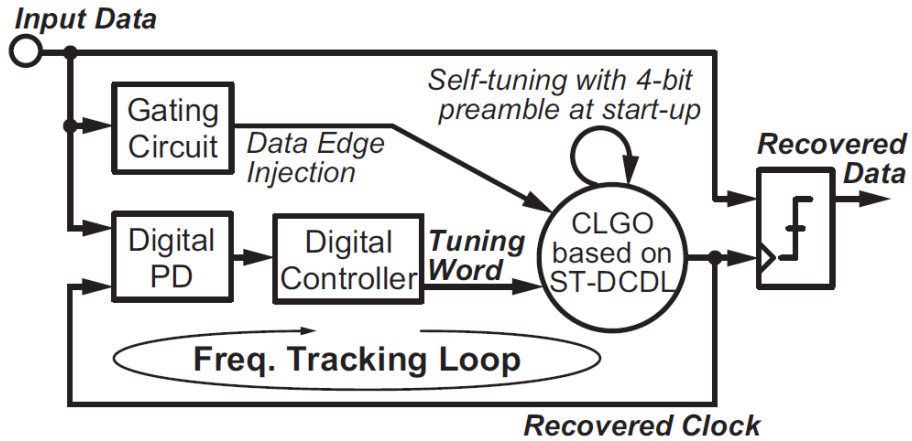 Input Data
Self-tuning with 4-bit
preamble at start-up
Gating
Circuit
Data Edge
Injection
Recovered
Data
Digital
PD
Digital
Controller
Tuning
Word
CLGO
based on
ST-DCDL
Freq. Tracking Loop
Recovered Clock